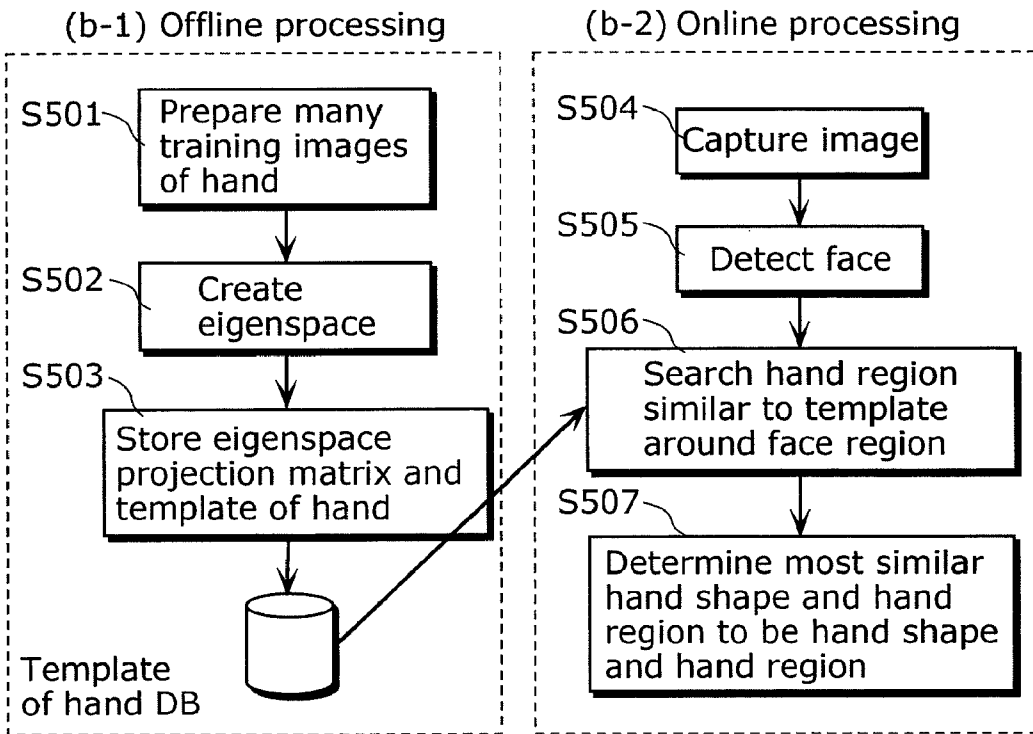 (b-1) Offline processing
S501
Prepare many
training images
of hand
S502
Create
eigenspace
S503
Store eigenspace
projection matrix and
template of hand
Template
of hand DB
(b-2) Online processing
S504
Capture image
S505
Detect face
S506
Search hand region
similar to template
around face region
S507
Determine most similar
hand shape and hand
region to be hand shape
and hand region